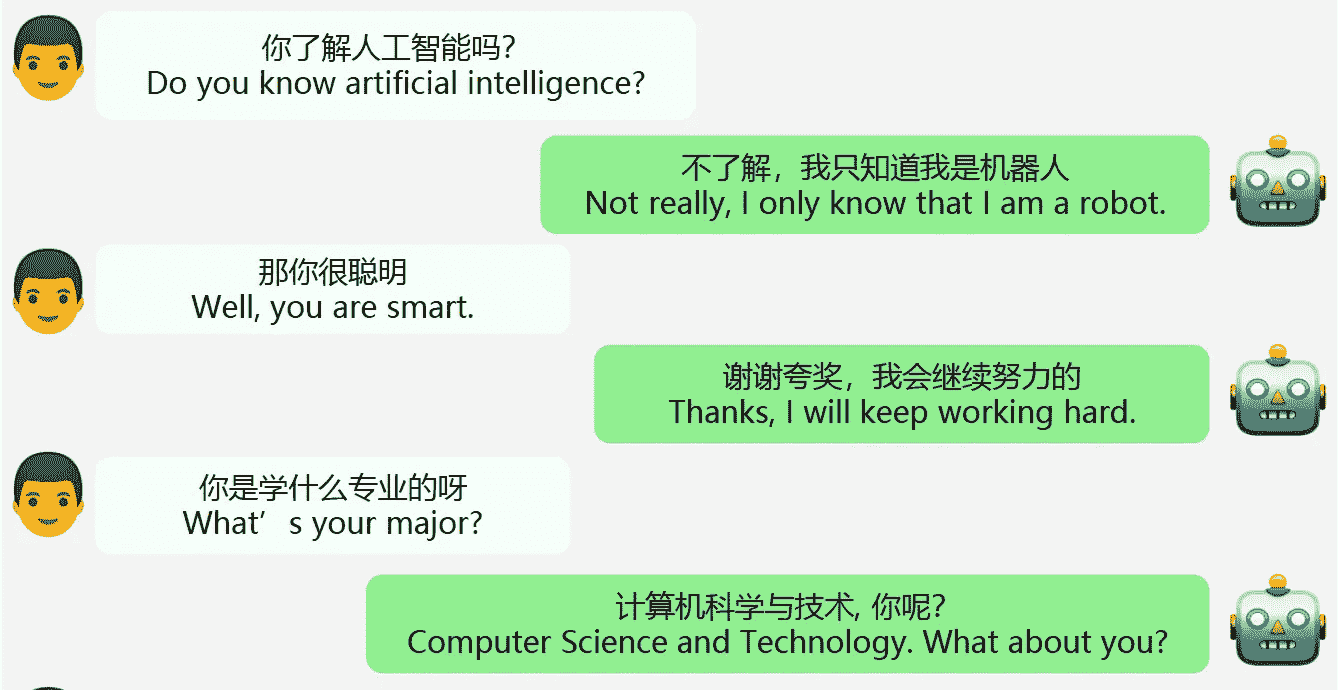 你了解人工智能吗?
Do you know artificial intelligence?
不了解，我只知道我是机器人
Not really, I only know that I am a robot.
那你很聪明
Well, you are smart.
谢谢夸奖，我会继续努力的
Thanks, I will keep working hard.
你是学什么专业的呀
What’s your major?
计算机科学与技术, 你呢?
Computer Science and Technology. What about you?